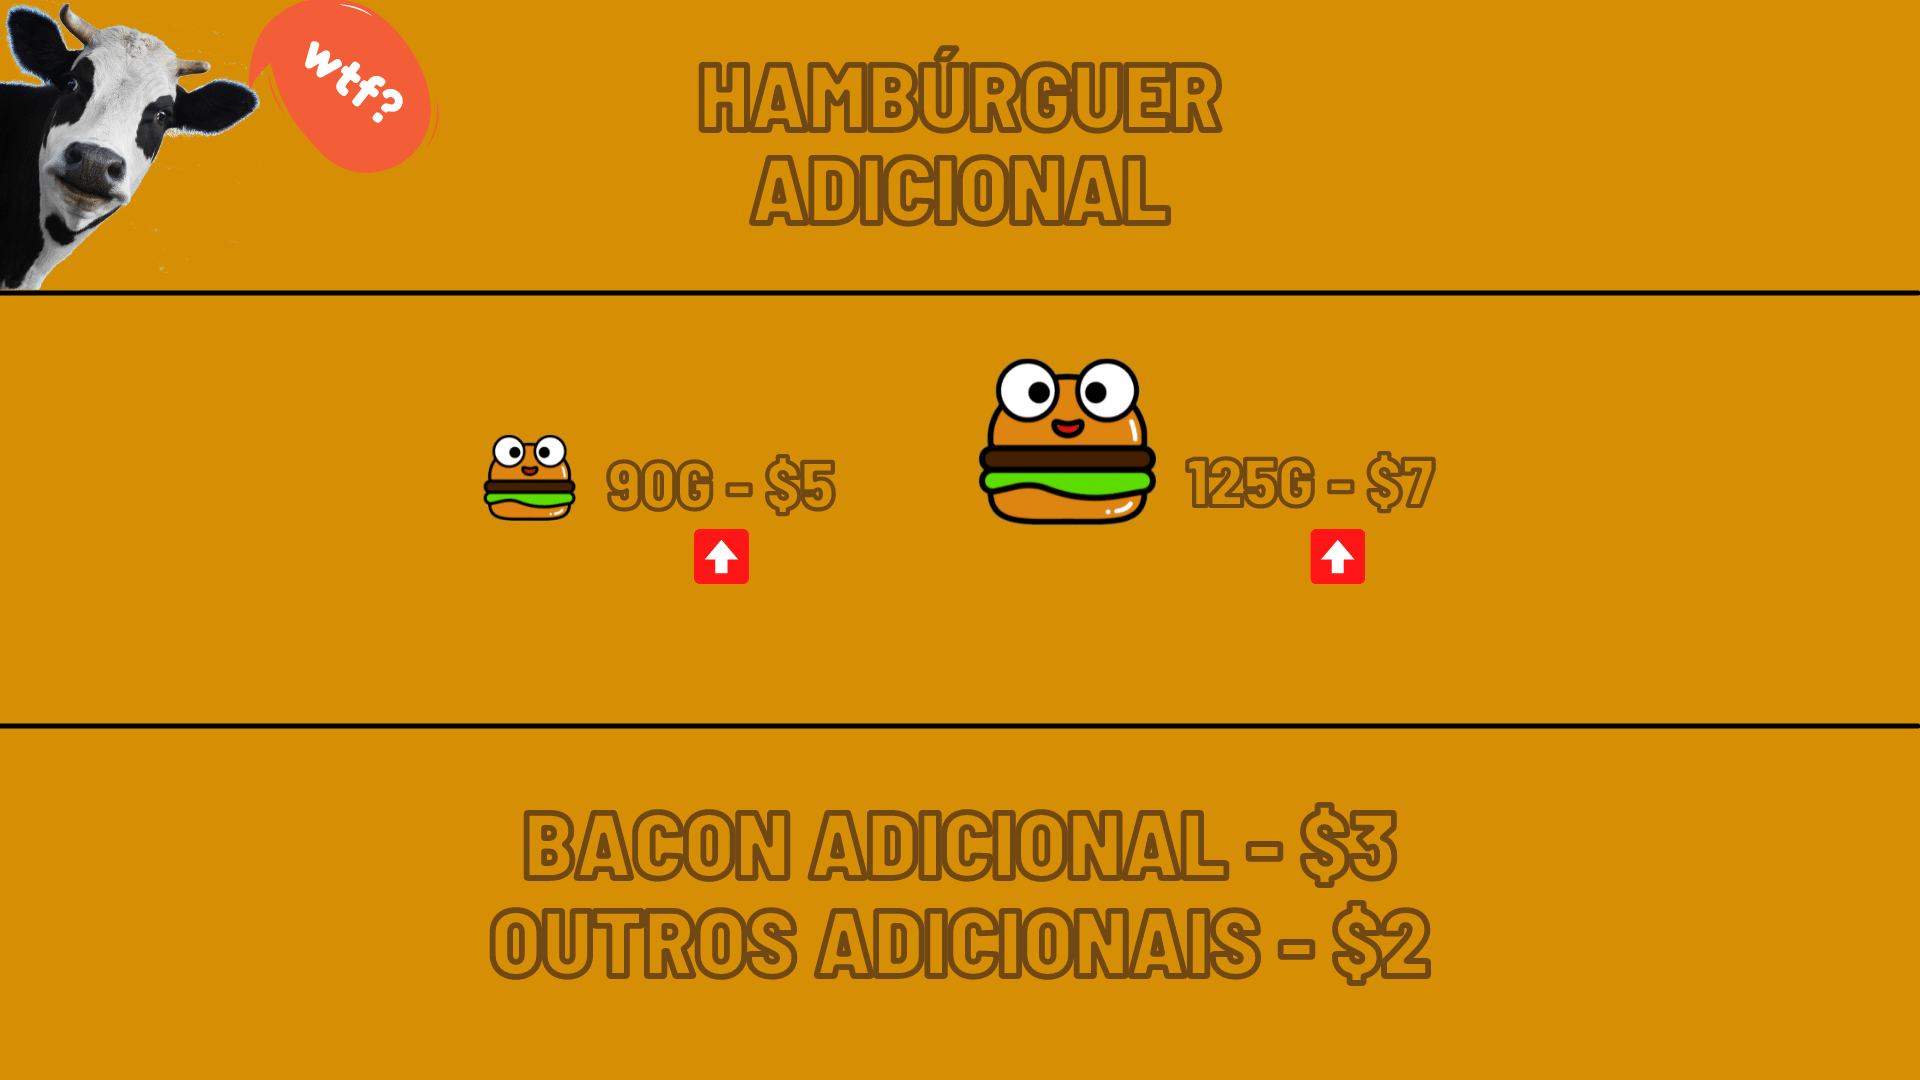 wtf?
HAMBÚRGUER
ADICIONAL
90G - $5
125G - $7
BACON ADICIONAL - $3
OUTROS ADICIONAIS - $2